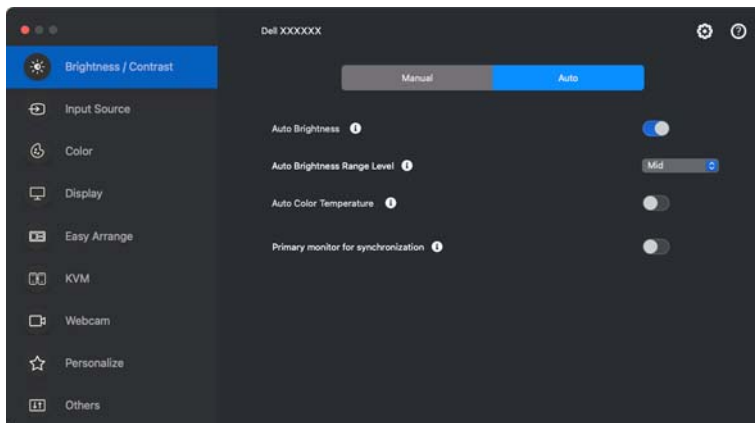 Dell XXXXXX
Brightness / Contrast
Input Source
Color
Display
Easy Arrange
KVM
Webcam
Personalize
Others
Manual
Auto
Auto Brightness
Auto Brightness Range Level
Mid
Auto Color Temperature
Primary monitor for synchronization